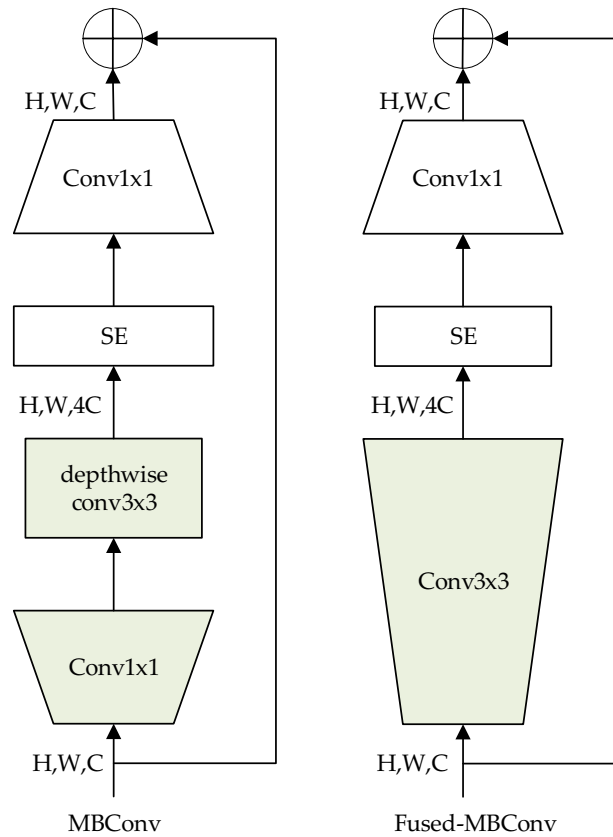 H,W,C
Conv1x1
SE
H,W,4C
depthwise
conv3x3
Conv1x1
H,W,C
MBConv
H,W,C
Conv1x1
SE
H,W,4C
Conv3x3
H,W,C
Fused-MBConv